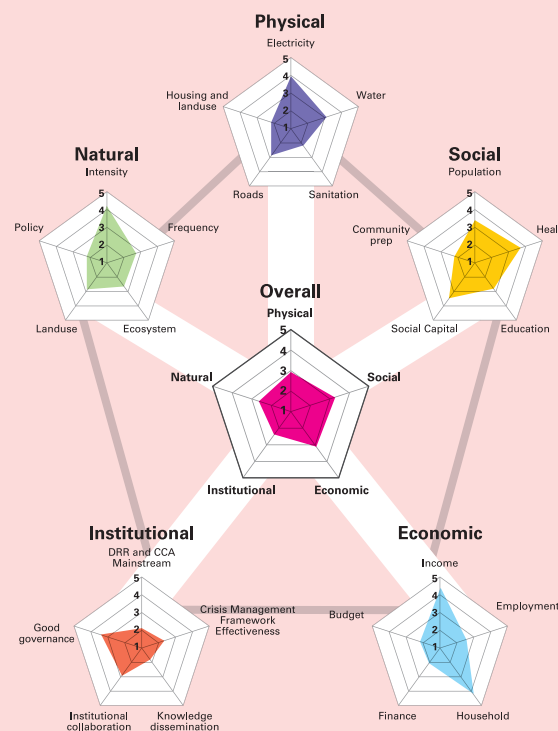 Physical
Electricity
5
4
3
2
1
Housing and
landuse
Water
Roads
Sanitation
Natural
Intensity
5
4
3
2
1
Policy
Frequency
Landuse
Ecosystem
Social
Population
5
4
3
2
1
Community
prep
Heal
Social Capital
Education
Overall
Physical
5
4
3
2
1
Natural
Social
Institutional
Economic
Institutional
DRR and CCA
Mainstream
5
4
3
2
1
Good
governance
Crisis Management
Framework
Effectiveness
Institutional
collaboration
Knowledge
dissemination
Economic
Income
5
4
3
2
1
Budget
Employment
Finance
Household